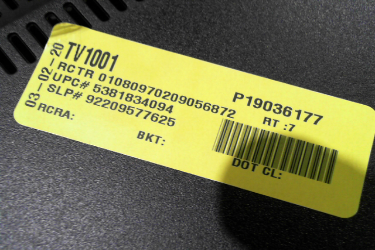 03-02-20
TV1001
RCTR 01080970209056872
UPC# 5381834094
SLP# 92209577625
RCRA:
BKT:
P19036177
RT :7
DOT CL: